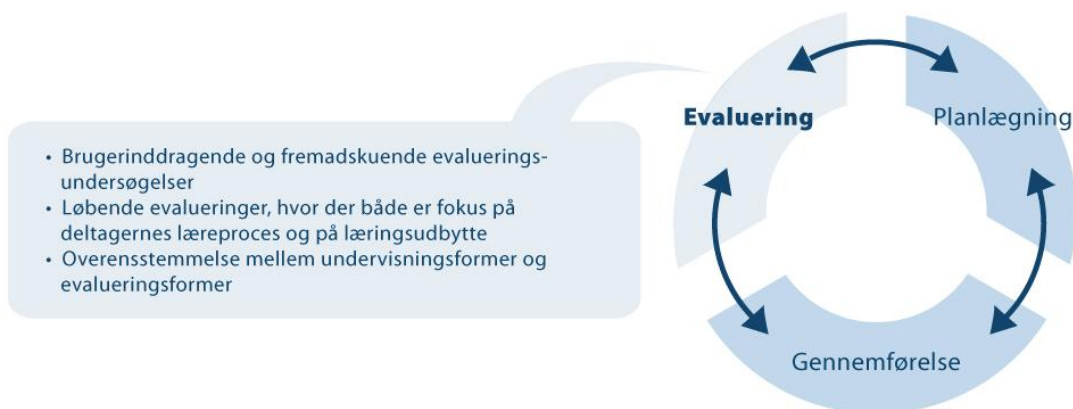 Evaluering
Planlægning
• Brugerinddragende og fremadskuende evaluerings-
undersøgelser
• Løbende evalueringer, hvor der både er fokus på
deltagernes læreproces og på læringsudbytte
• Overensstemmelse mellem undervisningsformer og
evalueringsformer
Gennemførelse